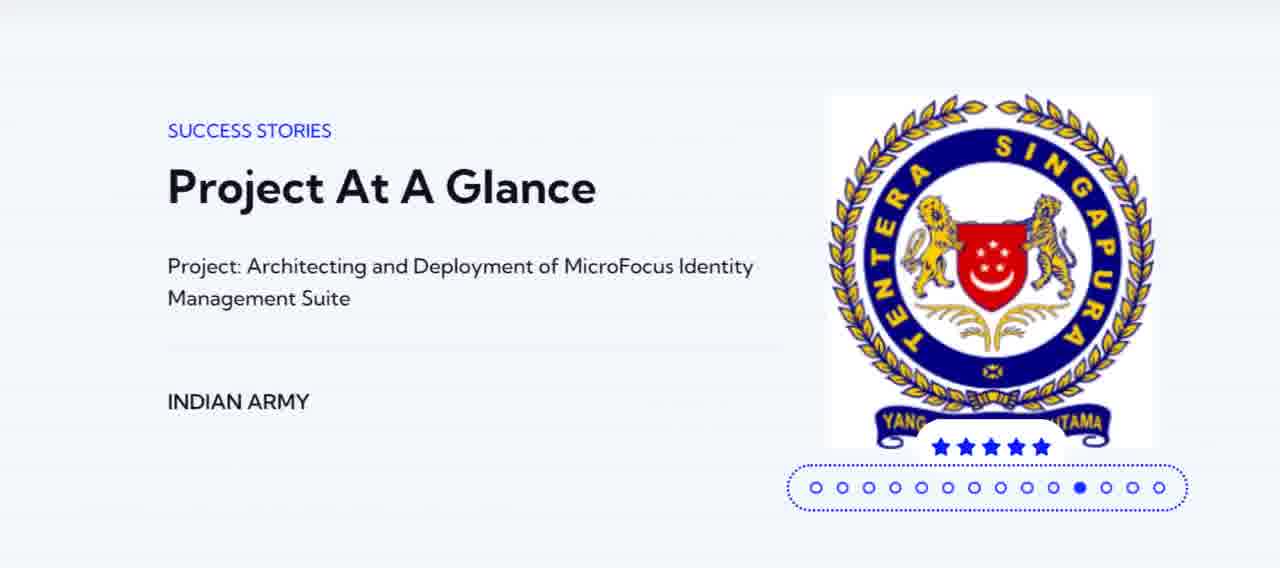 SUCCESS STORIES
Project At A Glance
Project: Architecting and Deployment of MicroFocus Identity
Management Suite
INDIAN ARMY
TENTERA SINGAPURA
YANG
UTAMA